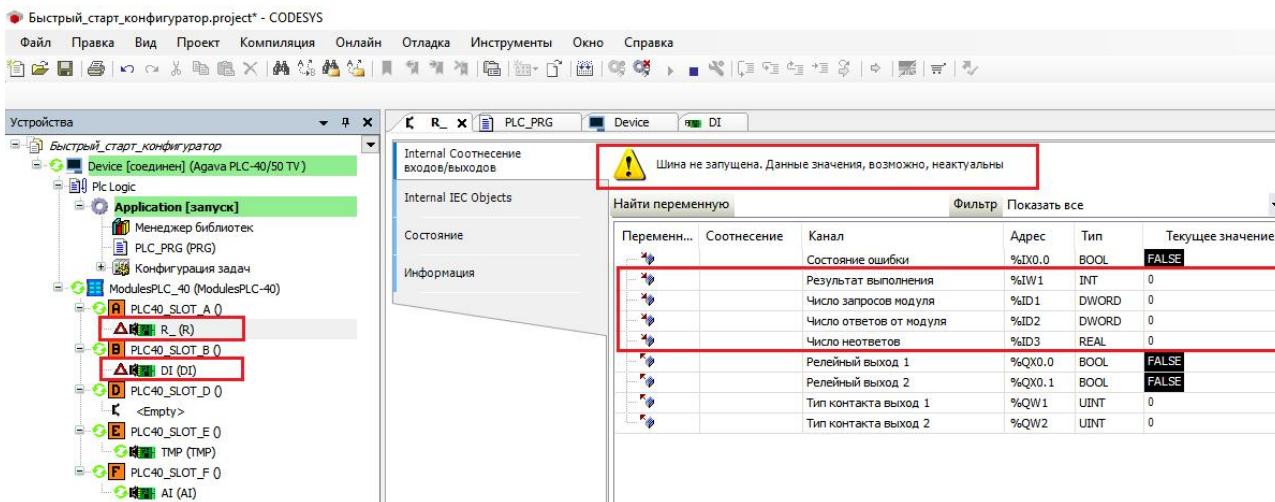 Быстрый_старт_конфигуратор.project* - CODESYS
Файл Правка Вид Проект Компиляция Онлайн Отладка Инструменты Окно Справка
Устройства
R_ PLC_PRG Device DI
Быстрый_старт_конфигуратор
Device [соединен] (Agava PLC-40/50 TV)
Plc Logic
Application [запуск]
Менеджер библиотек
PLC_PRG (PRG)
Конфигурация задач
ModulesPLC_40 (ModulesPLC-40)
A PLC40_SLOT_A ()
R_ (R)
B PLC40_SLOT_B ()
DI (DI)
D PLC40_SLOT_D ()
<Empty>
E PLC40_SLOT_E ()
TMP (TMP)
F PLC40_SLOT_F ()
AI (AI)
Internal Соотнесение
входов/выходов
Internal IEC Objects
Состояние
Информация
Шина не запущена. Данные значения, возможно, неактуальны
Найти переменную Фильтр Показать все
Переменн... Соотнесение Канал Адрес Тип Текущее значение
Состояние ошибки %IX0.0 BOOL FALSE
Результат выполнения %IW1 INT 0
Число запросов модуля %ID1 DWORD 0
Число ответов от модуля %ID2 DWORD 0
Число неответов %ID3 REAL 0
Релейный выход 1 %QX0.0 BOOL FALSE
Релейный выход 2 %QX0.1 BOOL FALSE
Тип контакта выход 1 %QW1 UINT 0
Тип контакта выход 2 %QW2 UINT 0